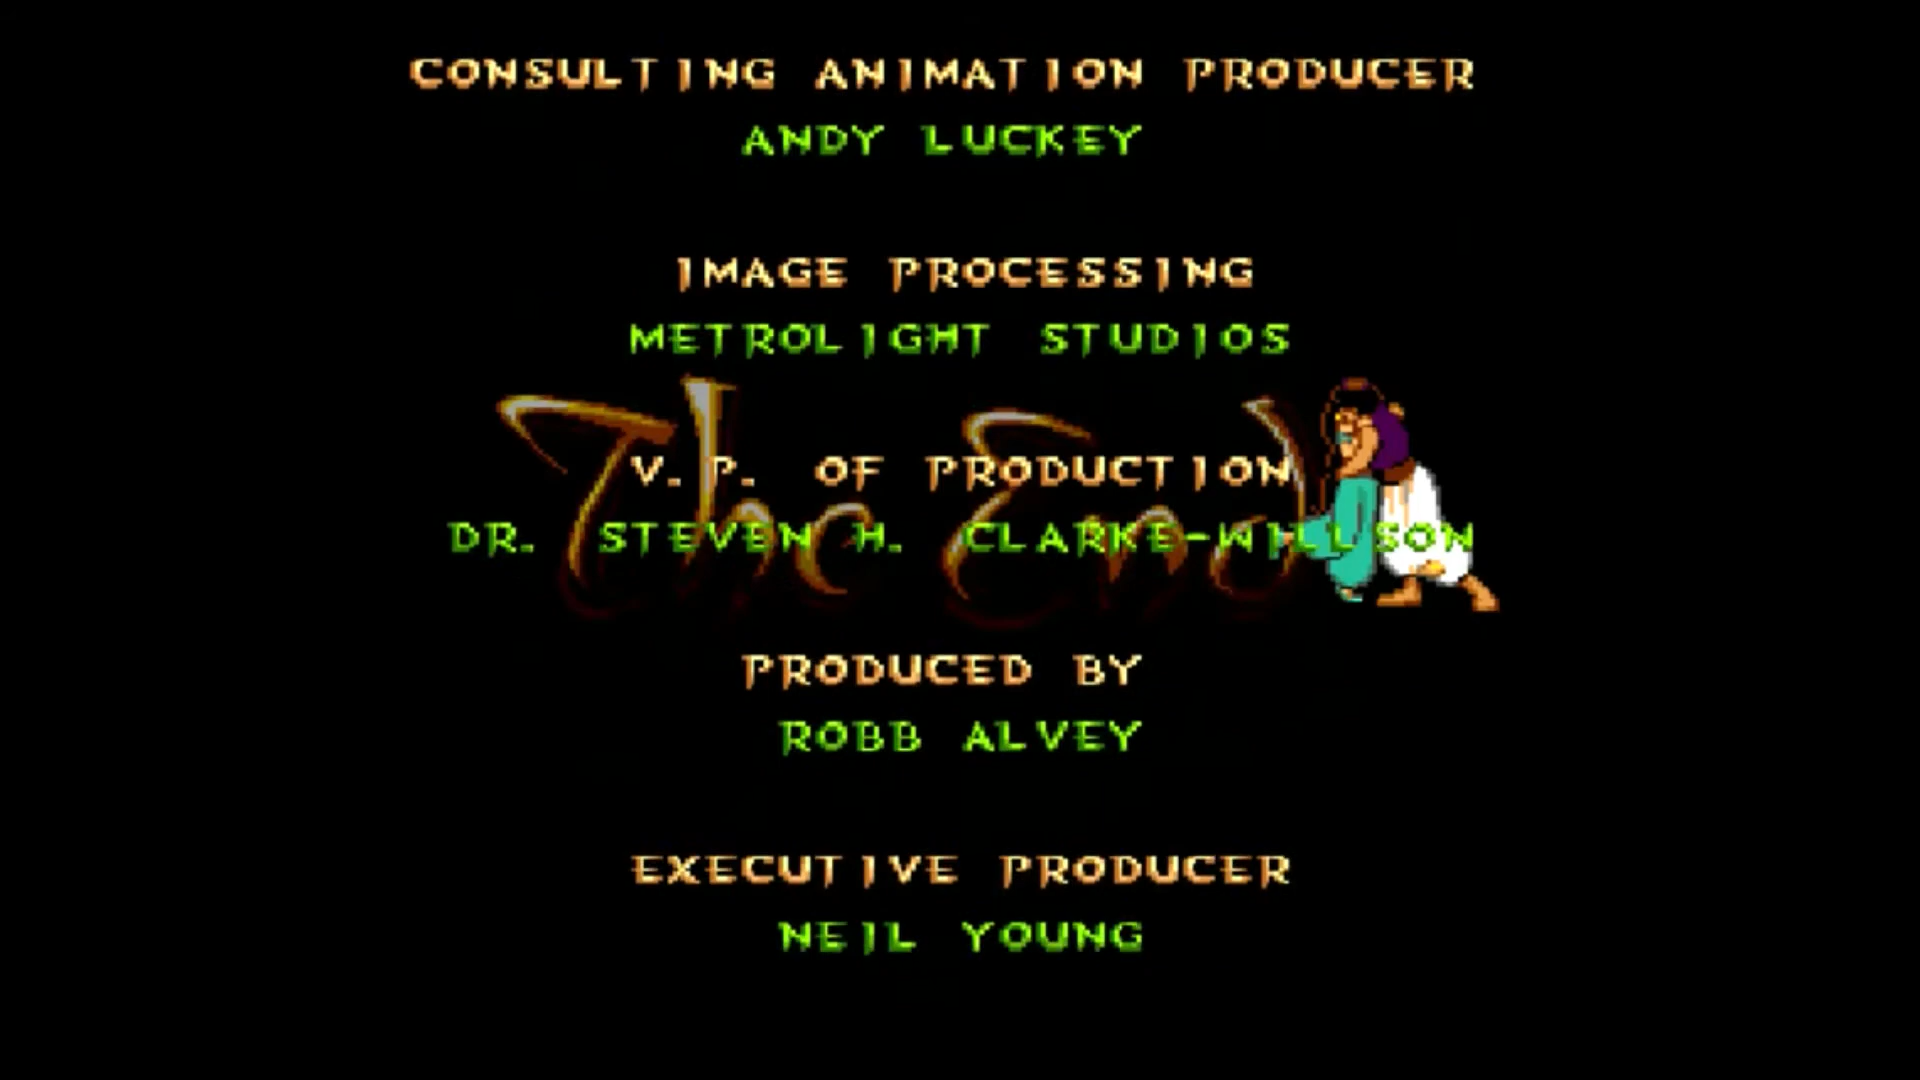 CONSULTING ANIMATION PRODUCER
ANDY LUCKEY
IMAGE PROCESSING
METROLIGHT STUDIOS
The End
V. P. OF PRODUCTION
DR. STEVEN H. CLARKE-WILLSON
PRODUCED BY
ROBB ALVEY
EXECUTIVE PRODUCER
NEIL YOUNG